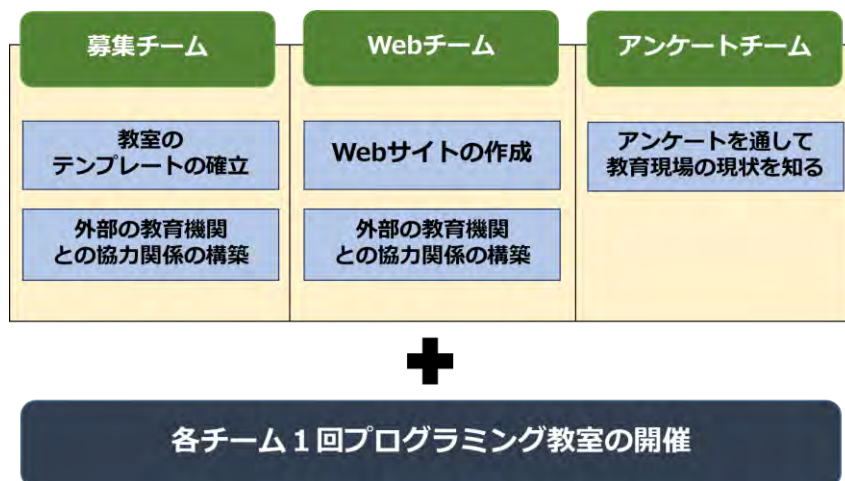 募集チーム
Webチーム
アンケートチーム
教室の
テンプレートの確立
Webサイトの作成
アンケートを通して
教育現場の現状を知る
外部の教育機関
との協力関係の構築
外部の教育機関
との協力関係の構築
各チーム１回プログラミング教室の開催